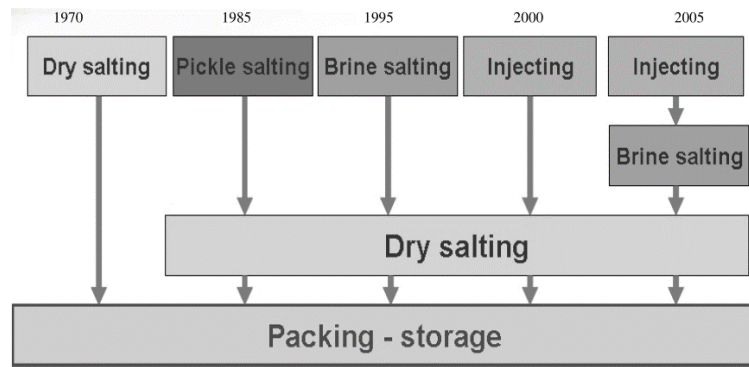 1970 1985 1995 2000 2005
Dry salting Pickle salting Brine salting Injecting Injecting
Brine salting
Dry salting
Packing - storage